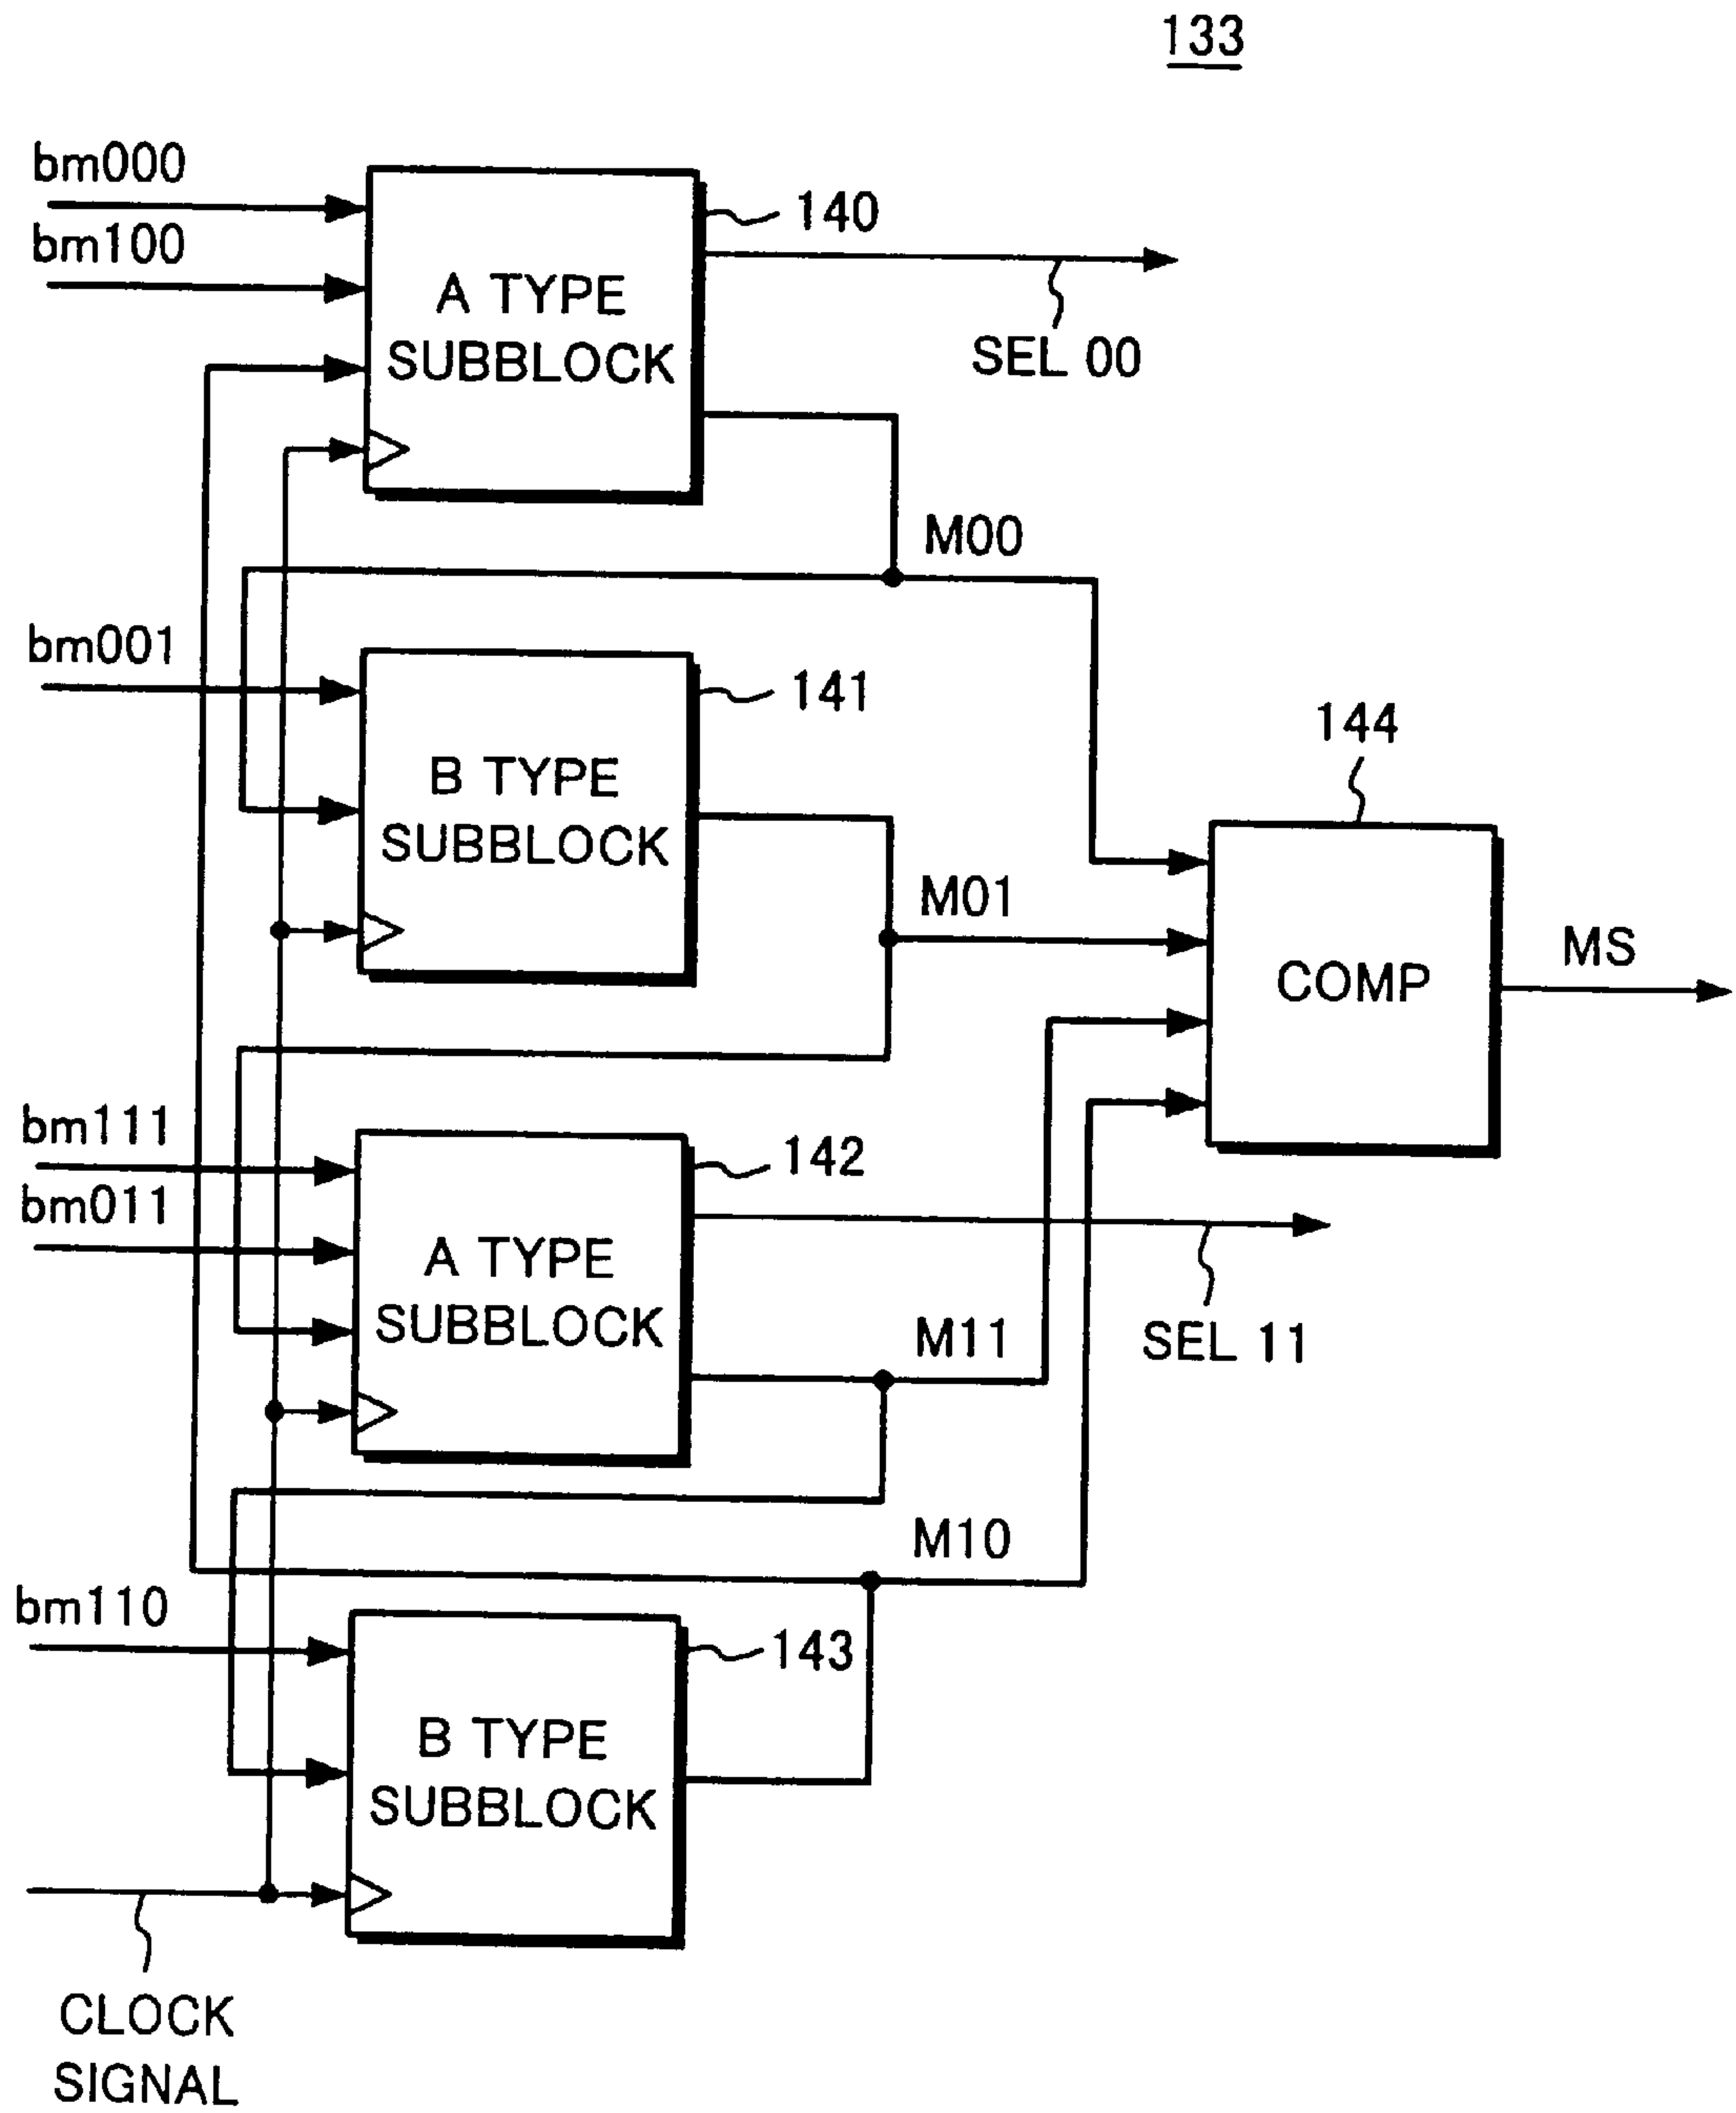 133
bm000
140
bm100
A TYPE
SUBBLOCK
SEL 00
M00
bm001
141
B TYPE
SUBBLOCK
144
M01
COMP
MS
bm111
142
bm011
A TYPE
SUBBLOCK
M11
SEL 11
M10
bm110
143
B TYPE
SUBBLOCK
CLOCK
SIGNAL